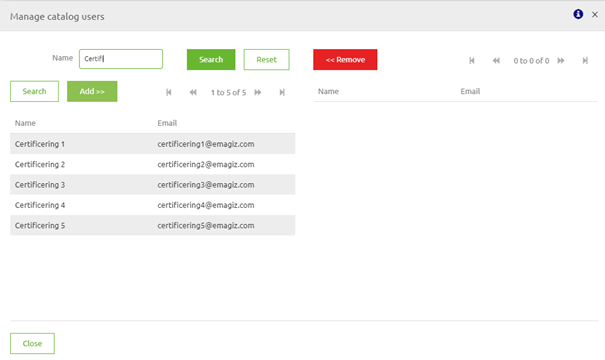 Manage catalog users
Name Certifi Search Reset << Remove 0 to 0 of 0
Search Add >> 1 to 5 of 5 Name Email
Name Email
Certificering 1 certificering1@emagiz.com
Certificering 2 certificering2@emagiz.com
Certificering 3 certificering3@emagiz.com
Certificering 4 certificering4@emagiz.com
Certificering 5 certificering5@emagiz.com
Close